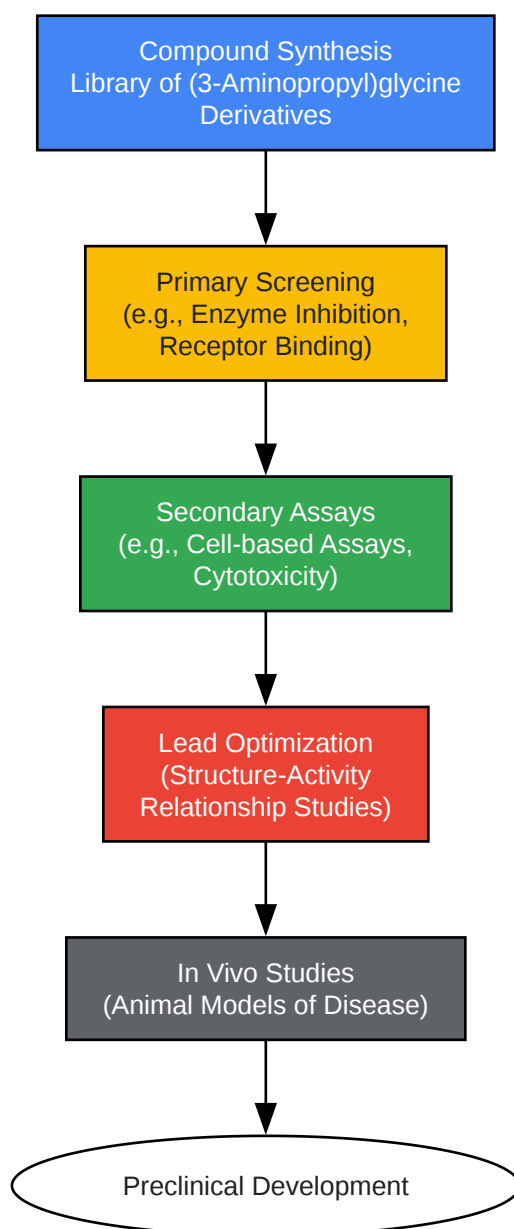 Compound Synthesis
Library of (3-Aminopropyl)glycine
Derivatives
Primary Screening
(e.g., Enzyme Inhibition,
Receptor Binding)
Secondary Assays
(e.g., Cell-based Assays,
Cytotoxicity)
Lead Optimization
(Structure-Activity
Relationship Studies)
In Vivo Studies
(Animal Models of Disease)
Preclinical Development